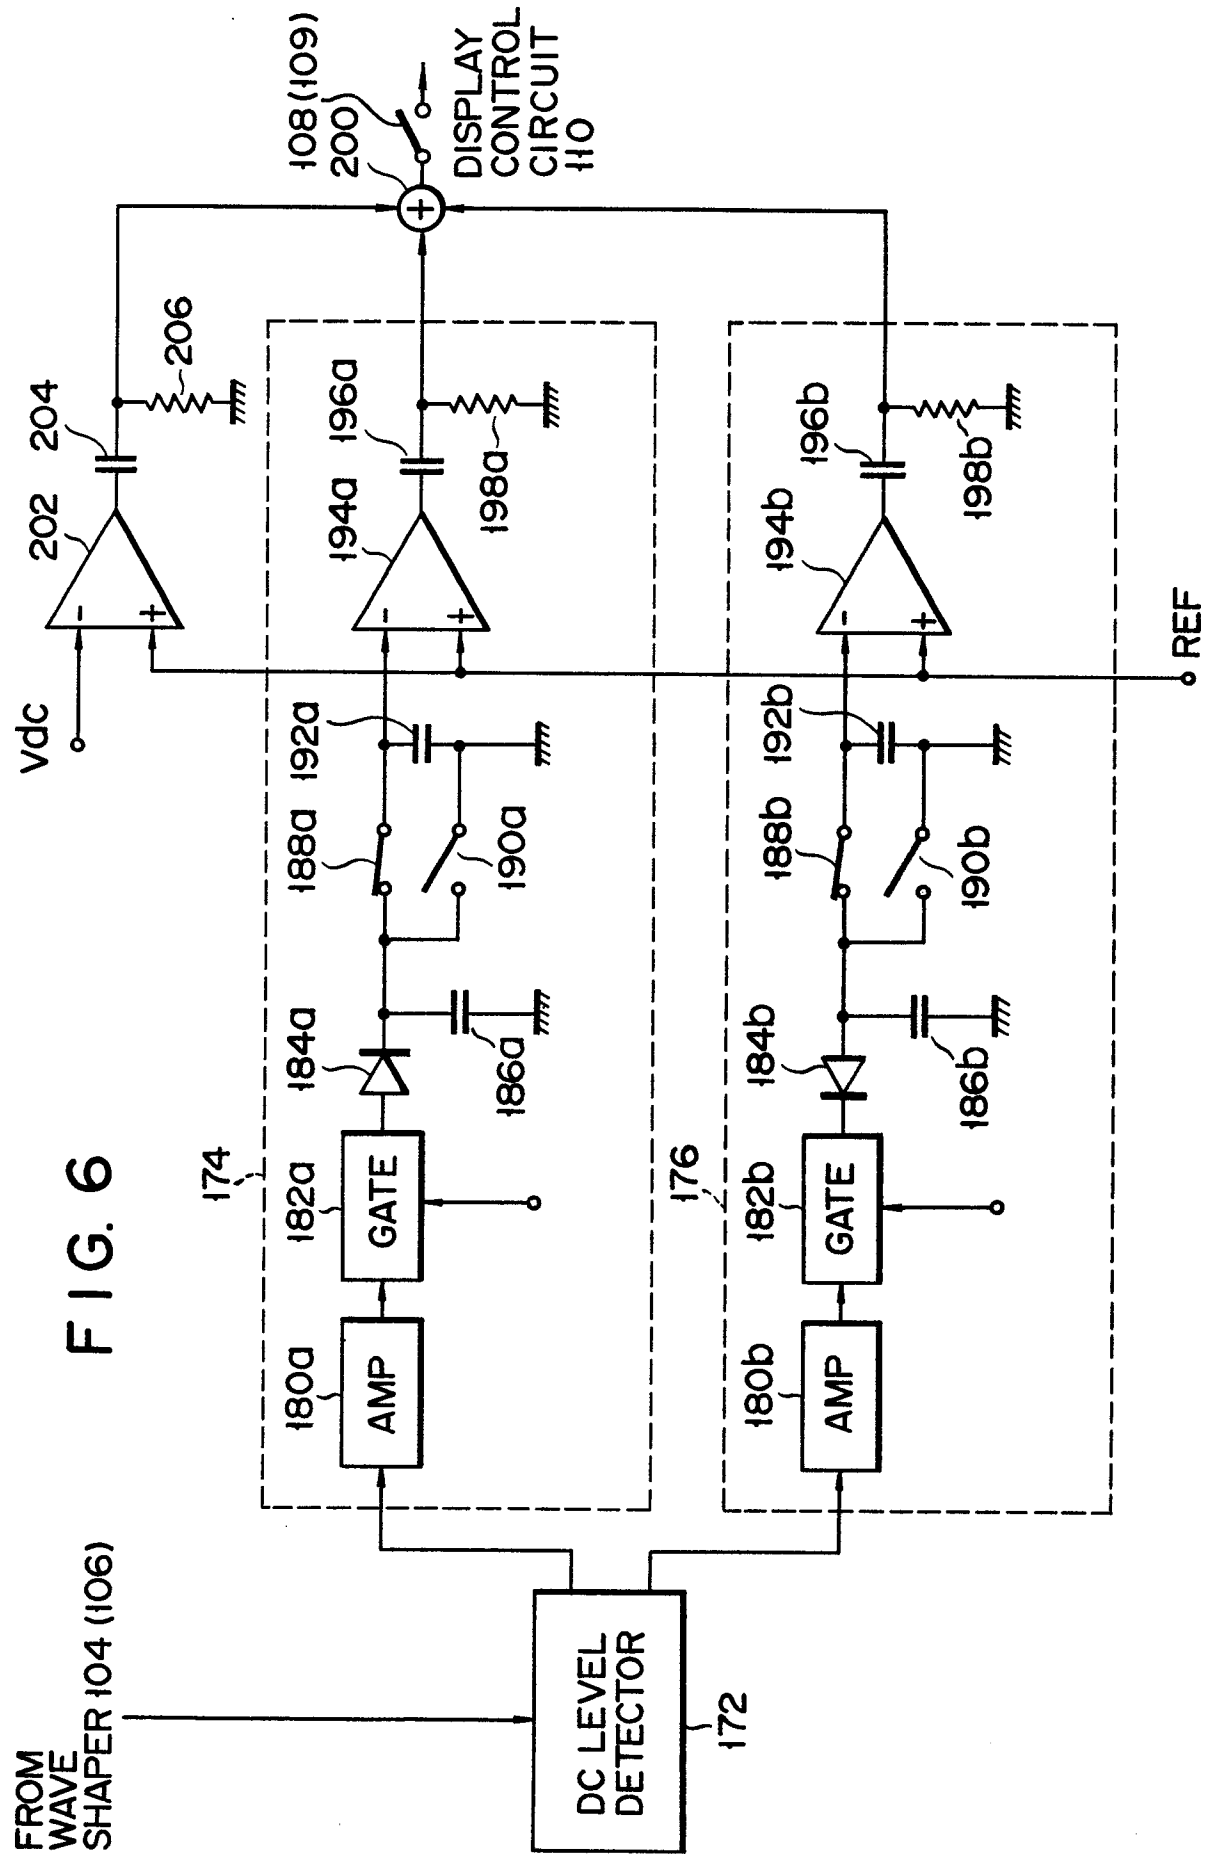 FIG. 6
FROM
WAVE
SHAPER 104 (106)
DC LEVEL
DETECTOR
172
174
180a
AMP
182a
GATE
184a
186a
188a
190a
192a
194a
-
+
196a
198a
176
180b
AMP
182b
GATE
184b
186b
188b
190b
192b
194b
-
+
196b
198b
Vdc
202
-
+
204
206
REF
108 (109)
200
+
DISPLAY
CONTROL
CIRCUIT
110